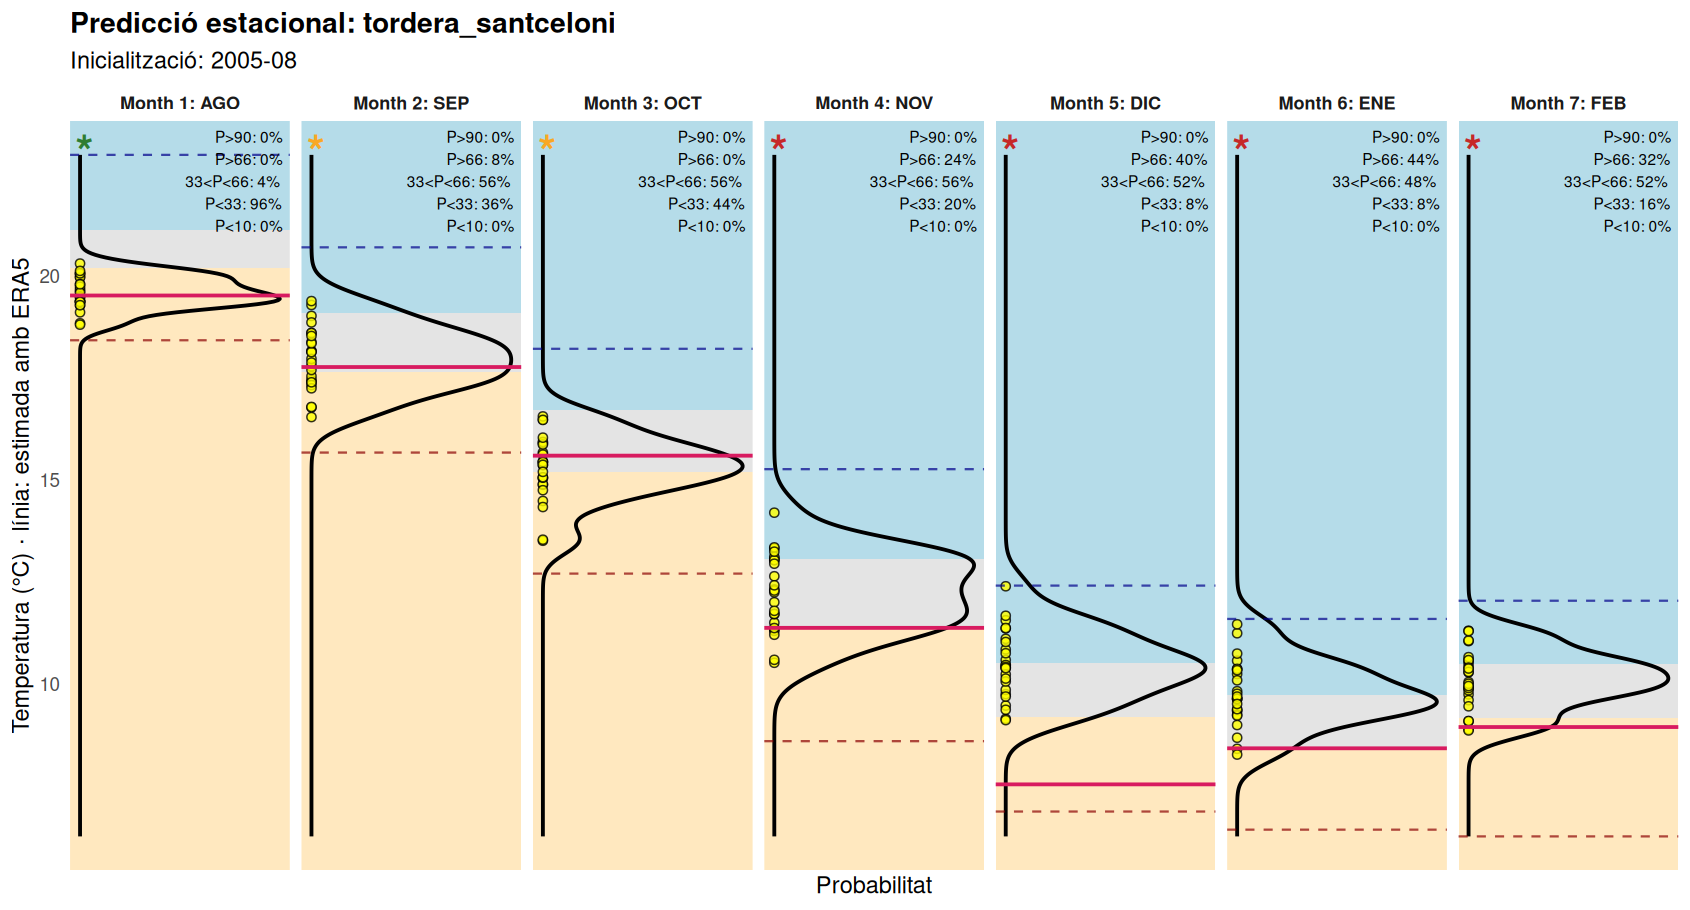 Predicció estacional: tordera_santceloni
Inicialització: 2005-08
Month 1: AGO
Month 2: SEP
Month 3: OCT
Month 4: NOV
Month 5: DIC
Month 6: ENE
Month 7: FEB
*
P>90: 0%
P>66: 0%
33<P<66: 4%
P<33: 96%
P<10: 0%
*
P>90: 0%
P>66: 8%
33<P<66: 56%
P<33: 36%
P<10: 0%
*
P>90: 0%
P>66: 0%
33<P<66: 56%
P<33: 44%
P<10: 0%
*
P>90: 0%
P>66: 24%
33<P<66: 56%
P<33: 20%
P<10: 0%
*
P>90: 0%
P>66: 40%
33<P<66: 52%
P<33: 8%
P<10: 0%
*
P>90: 0%
P>66: 44%
33<P<66: 48%
P<33: 8%
P<10: 0%
*
P>90: 0%
P>66: 32%
33<P<66: 52%
P<33: 16%
P<10: 0%
20
15
10
Temperatura (°C) · línia: estimada amb ERA5
Probabilitat